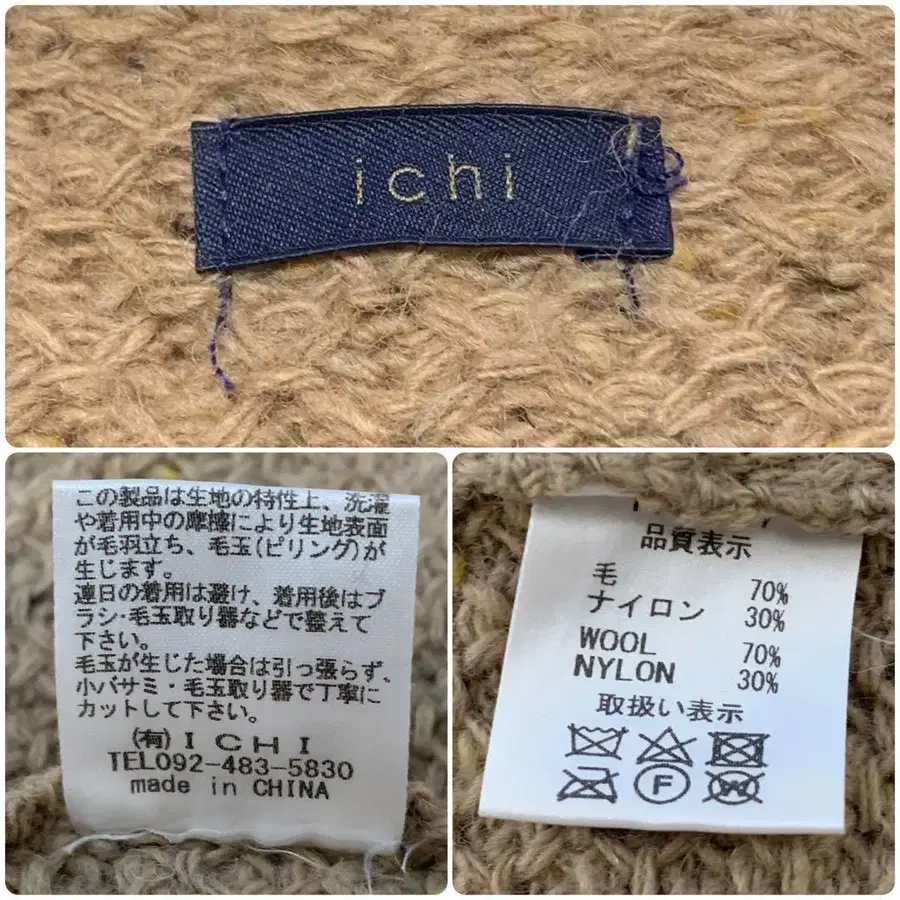 ichi
この製品は生地の特性上、洗濯
や着用中の摩擦により生地表面
が毛羽立ち、毛玉(ピリング)が
生じます。
連日の着用は避け、着用後はブ
ラシ・毛玉取り器などで整えて
下さい。
毛玉が生じた場合は引っ張らず、
小バサミ・毛玉取り器で丁寧に
カットして下さい。
(有)ICHI
TEL092-483-5830
made in CHINA
品質表示
毛 70%
ナイロン 30%
WOOL 70%
NYLON 30%
取扱い表示
F W